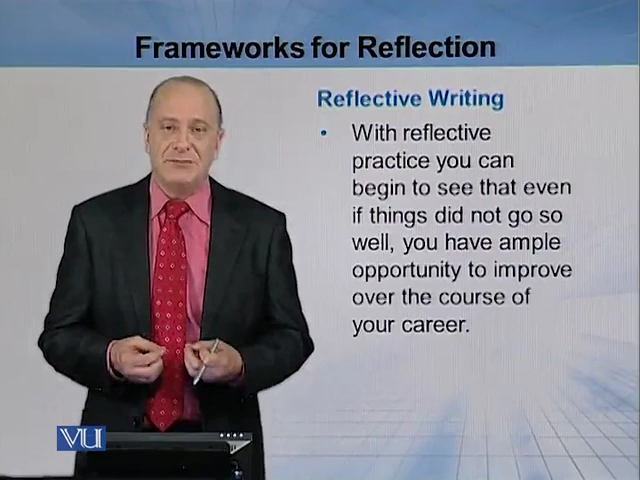 Frameworks for Reflection
Reflective Writing
• With reflective
practice you can
begin to see that even
if things did not go so
well, you have ample
opportunity to improve
over the course of
your career.
VU